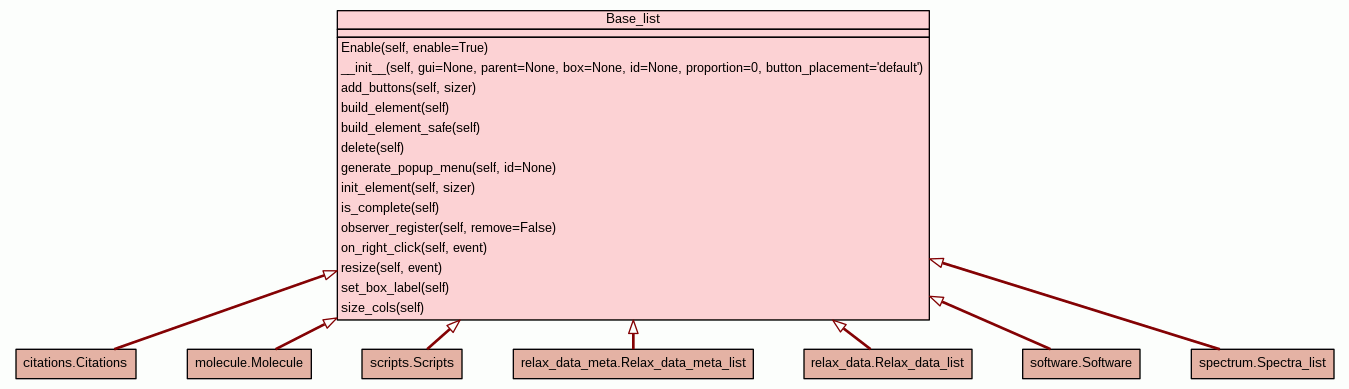 Base_list
Enable(self, enable=True)
__init__(self, gui=None, parent=None, box=None, id=None, proportion=0, button_placement='default')
add_buttons(self, sizer)
build_element(self)
build_element_safe(self)
delete(self)
generate_popup_menu(self, id=None)
init_element(self, sizer)
is_complete(self)
observer_register(self, remove=False)
on_right_click(self, event)
resize(self, event)
set_box_label(self)
size_cols(self)
citations.Citations
molecule.Molecule
scripts.Scripts
relax_data_meta.Relax_data_meta_list
relax_data.Relax_data_list
software.Software
spectrum.Spectra_list